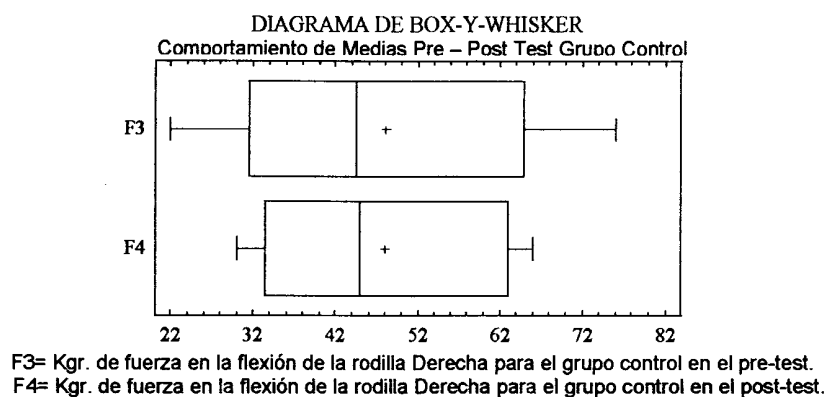 DIAGRAMA DE BOX-Y-WHISKER
Comportamiento de Medias Pre – Post Test Grupo Control
F3
F4
22 32 42 52 62 72 82
F3= Kgr. de fuerza en la flexión de la rodilla Derecha para el grupo control en el pre-test.
F4= Kgr. de fuerza en la flexión de la rodilla Derecha para el grupo control en el post-test.